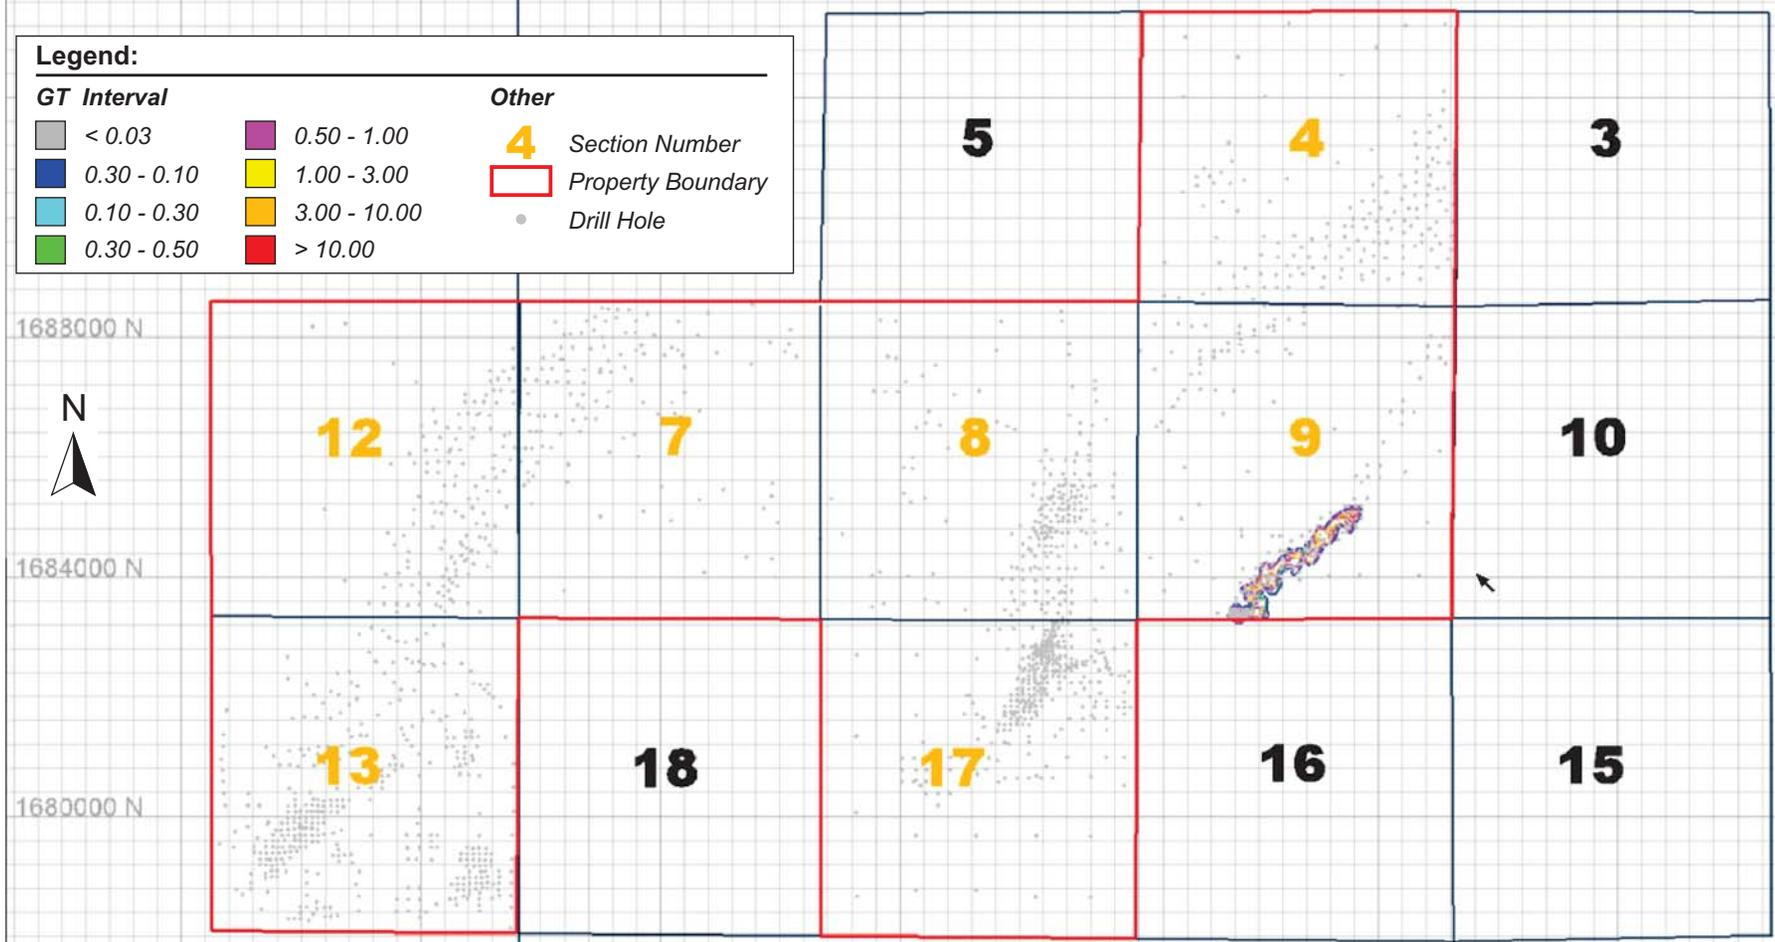 Legend:
GT Interval
Other
< 0.03
0.50 - 1.00
4 Section Number
0.30 - 0.10
1.00 - 3.00
Property Boundary
0.10 - 0.30
3.00 - 10.00
Drill Hole
0.30 - 0.50
> 10.00
5
4
3
1688000 N
N
12
7
8
9
10
1684000 N
13
18
17
16
15
1680000 N